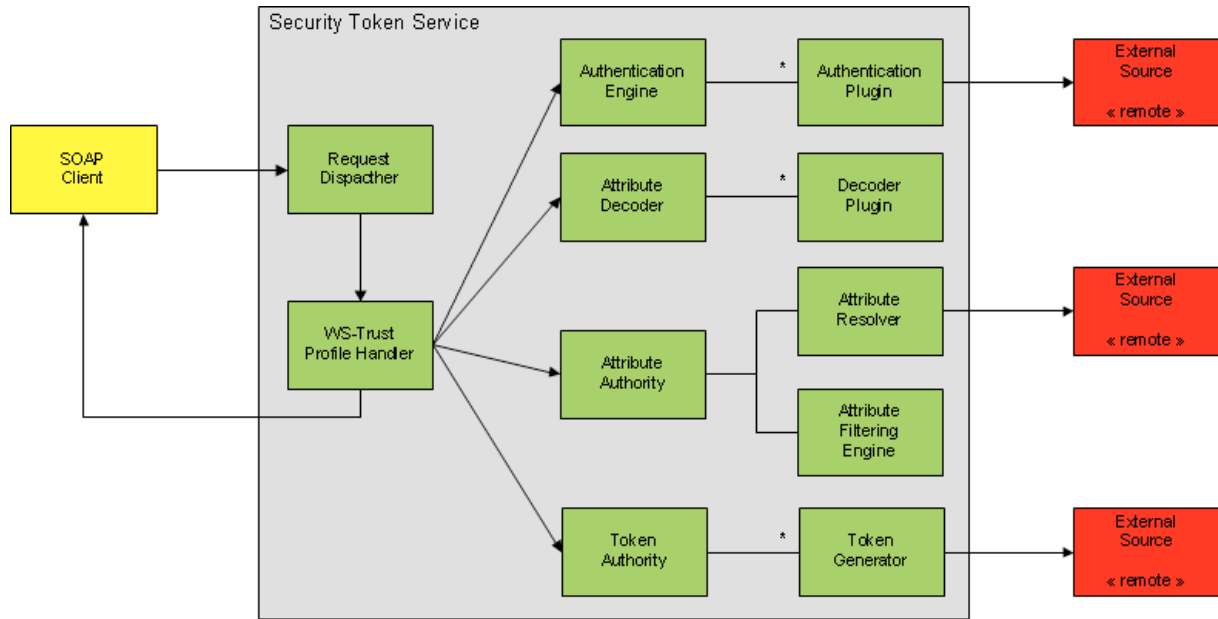 Security Token Service
Authentication
Engine
*
Authentication
Plugin
External
Source
« remote »
SOAP
Client
Request
Dispacther
Attribute
Decoder
*
Decoder
Plugin
WS-Trust
Profile Handler
Attribute
Authority
Attribute
Resolver
External
Source
« remote »
Attribute
Filtering
Engine
Token
Authority
*
Token
Generator
External
Source
« remote »